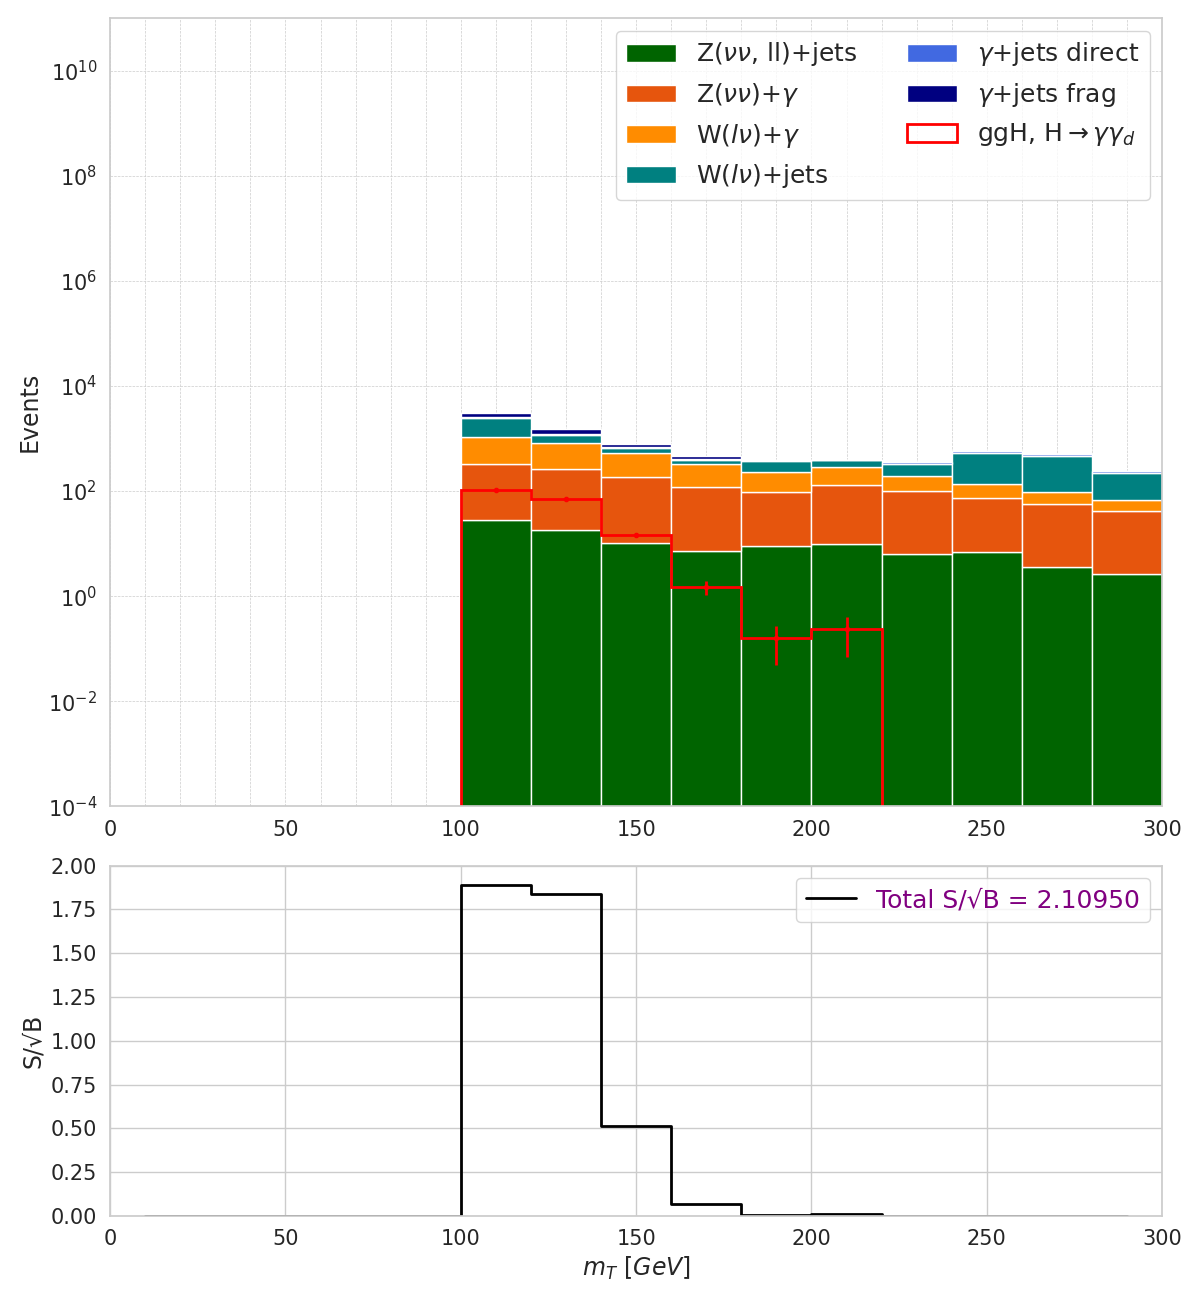 Z(νν, ll)+jets
Z(νν)+γ
W(lν)+γ
W(lν)+jets
γ+jets direct
γ+jets frag
ggH, H→γγ_d
Events
10^10
10^8
10^6
10^4
10^2
10^0
10^−2
10^−4
0 50 100 150 200 250 300
Total S/√B = 2.10950
S/√B
2.00
1.75
1.50
1.25
1.00
0.75
0.50
0.25
0.00
0 50 100 150 200 250 300
m_T [GeV]